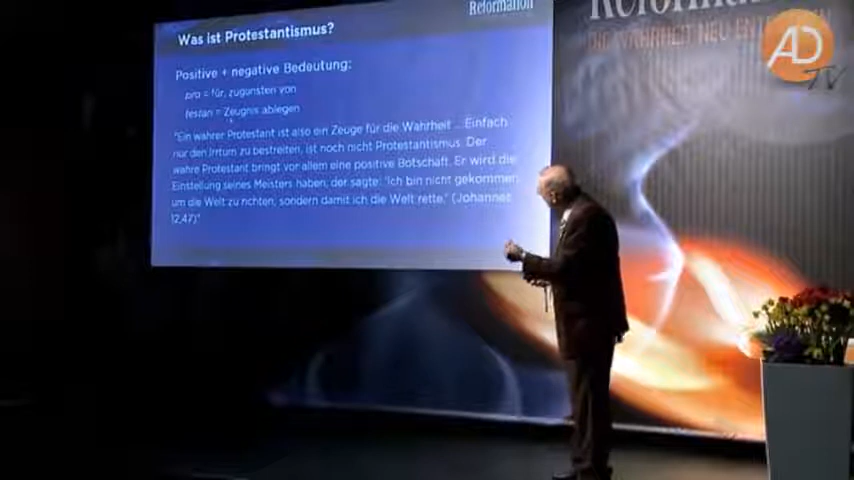 Reformation
Was ist Protestantismus?
Positive + negative Bedeutung:
pro = für, zugunsten von
testari = Zeugnis ablegen
"Ein wahrer Protestant ist also ein Zeuge für die Wahrheit ... Einfach
nur den Irrtum zu bestreiten, ist noch nicht Protestantismus. Der
wahre Protestant bringt vor allem eine positive Botschaft. Er wird die
Einstellung seines Meisters haben, der sagte: 'Ich bin nicht gekommen,
um die Welt zu richten, sondern damit ich die Welt rette.' (Johannes
12,47)"
DIE WAHRHEIT NEU
AD
TV